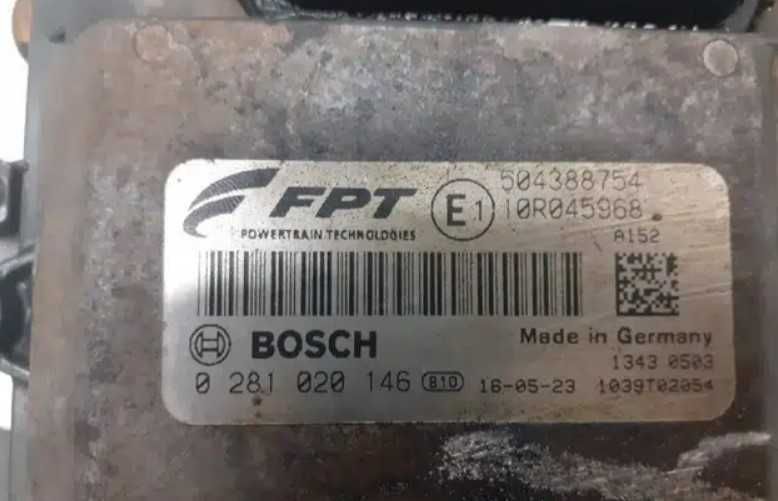 FPT
POWERTRAIN TECHNOLOGIES
E1
504388754
10R045968
A152
BOSCH
Made in Germany
1343 0503
0 281 020 146 B10 16-05-23 1039T02054